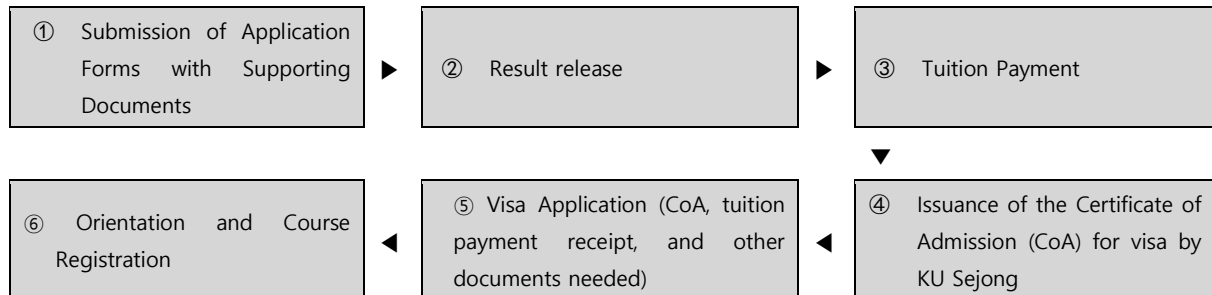 ① Submission of Application
Forms with Supporting
Documents
▶
② Result release
▶
③ Tuition Payment
▼
④ Issuance of the Certificate of
Admission (CoA) for visa by
KU Sejong
◀
⑤ Visa Application (CoA, tuition
payment receipt, and other
documents needed)
◀
⑥ Orientation and Course
Registration